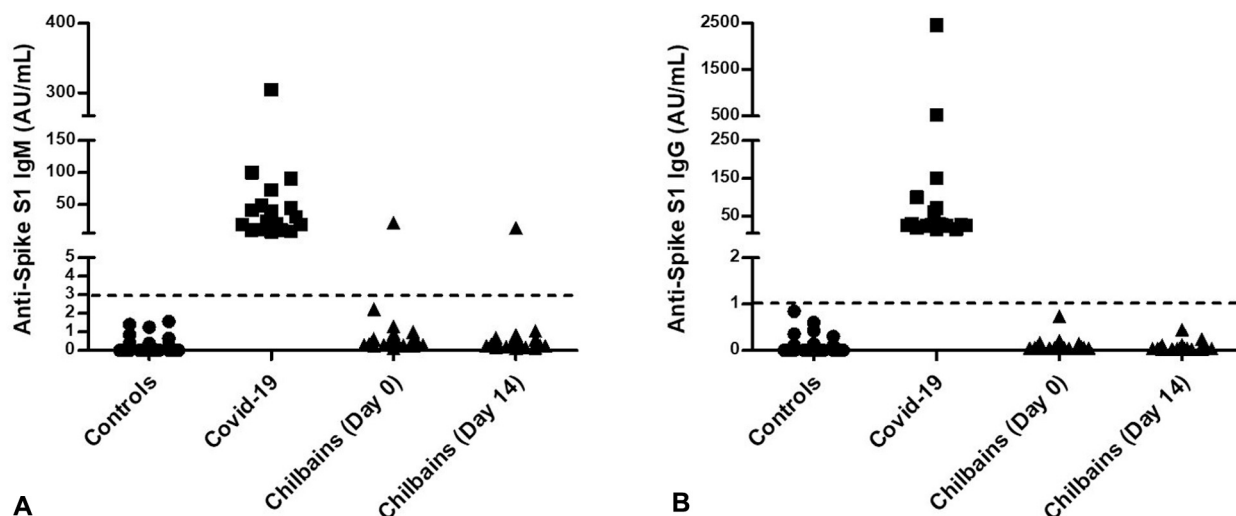 Anti-Spike S1 IgM (AU/mL)
400
300
150
100
50
5
4
3
2
1
0
Controls
Covid-19
Chilbains (Day 0)
Chilbains (Day 14)
A
Anti-Spike S1 IgG (AU/mL)
2500
1500
500
250
150
50
2
1
0
Controls
Covid-19
Chilbains (Day 0)
Chilbains (Day 14)
B